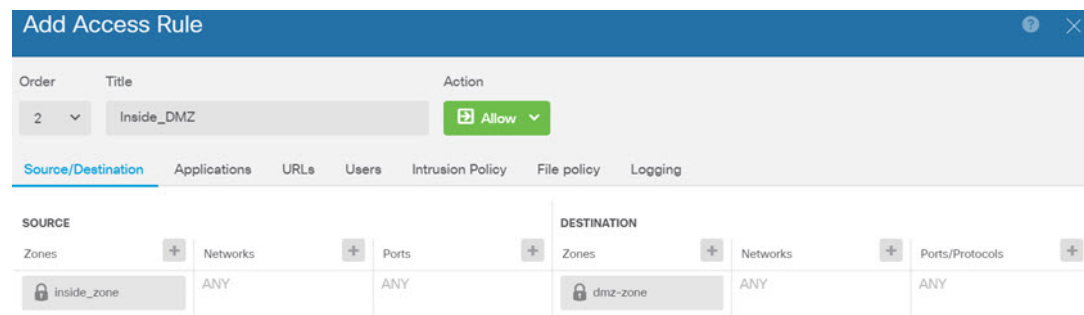 Add Access Rule
Order Title Action
2 Inside_DMZ Allow
Source/Destination Applications URLs Users Intrusion Policy File policy Logging
SOURCE DESTINATION
Zones Networks Ports Zones Networks Ports/Protocols
inside_zone ANY ANY dmz-zone ANY ANY